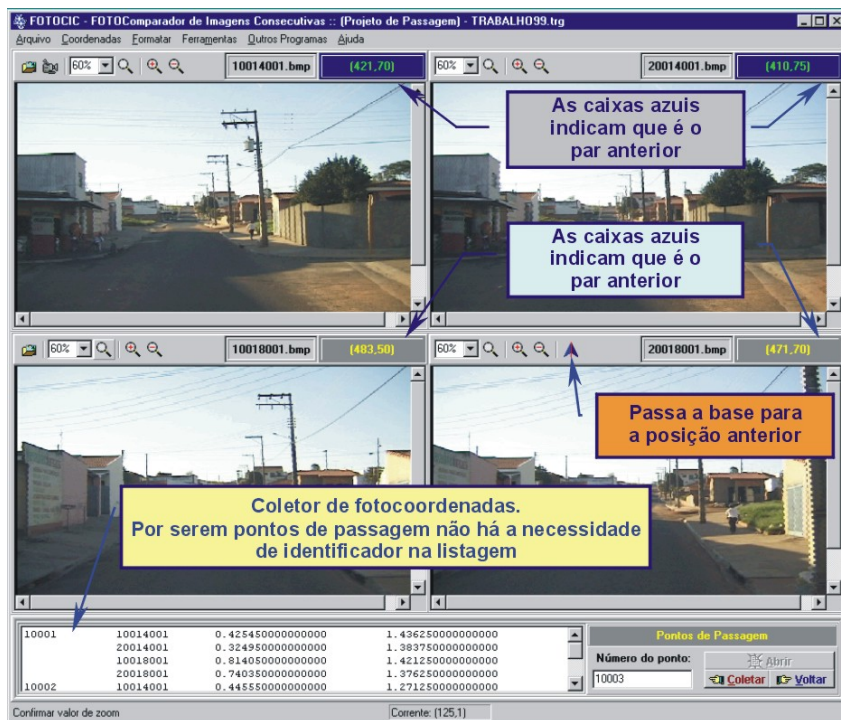 FOTOCIC - FOTOComparador de Imagens Consecutivas :: (Projeto de Passagem) - TRABALHO99.trg
Arquivo Coordenadas Formatar Ferramentas Outros Programas Ajuda
60% 10014001.bmp (421,70)
60% 20014001.bmp (410,75)
As caixas azuis
indicam que é o
par anterior
As caixas azuis
indicam que é o
par anterior
60% 10018001.bmp (483,50)
60% 20018001.bmp (471,70)
Passa a base para
a posição anterior
Coletor de fotocoordenadas.
Por serem pontos de passagem não há a necessidade
de identificador na listagem
10001 10014001 0.425450000000000 1.436250000000000
20014001 0.324950000000000 1.383750000000000
10018001 0.814050000000000 1.421250000000000
20018001 0.740350000000000 1.376250000000000
10002 10014001 0.445550000000000 1.271250000000000
Pontos de Passagem
Número do ponto:
10003
Abrir
Coletar Voltar
Confirmar valor de zoom Corrente: (125,1)